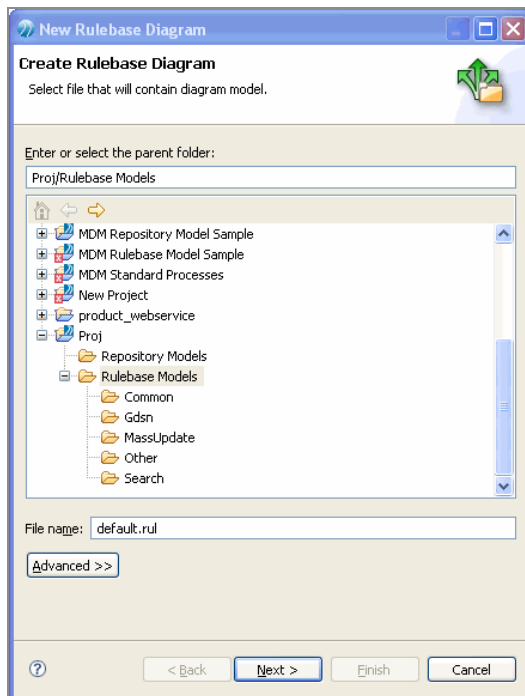 New Rulebase Diagram
Create Rulebase Diagram
Select file that will contain diagram model.
Enter or select the parent folder:
Proj/Rulebase Models
MDM Repository Model Sample
MDM Rulebase Model Sample
MDM Standard Processes
New Project
product_webservice
Proj
Repository Models
Rulebase Models
Common
Gdsn
MassUpdate
Other
Search
File name: default.rul
Advanced >>
? < Back Next > Finish Cancel